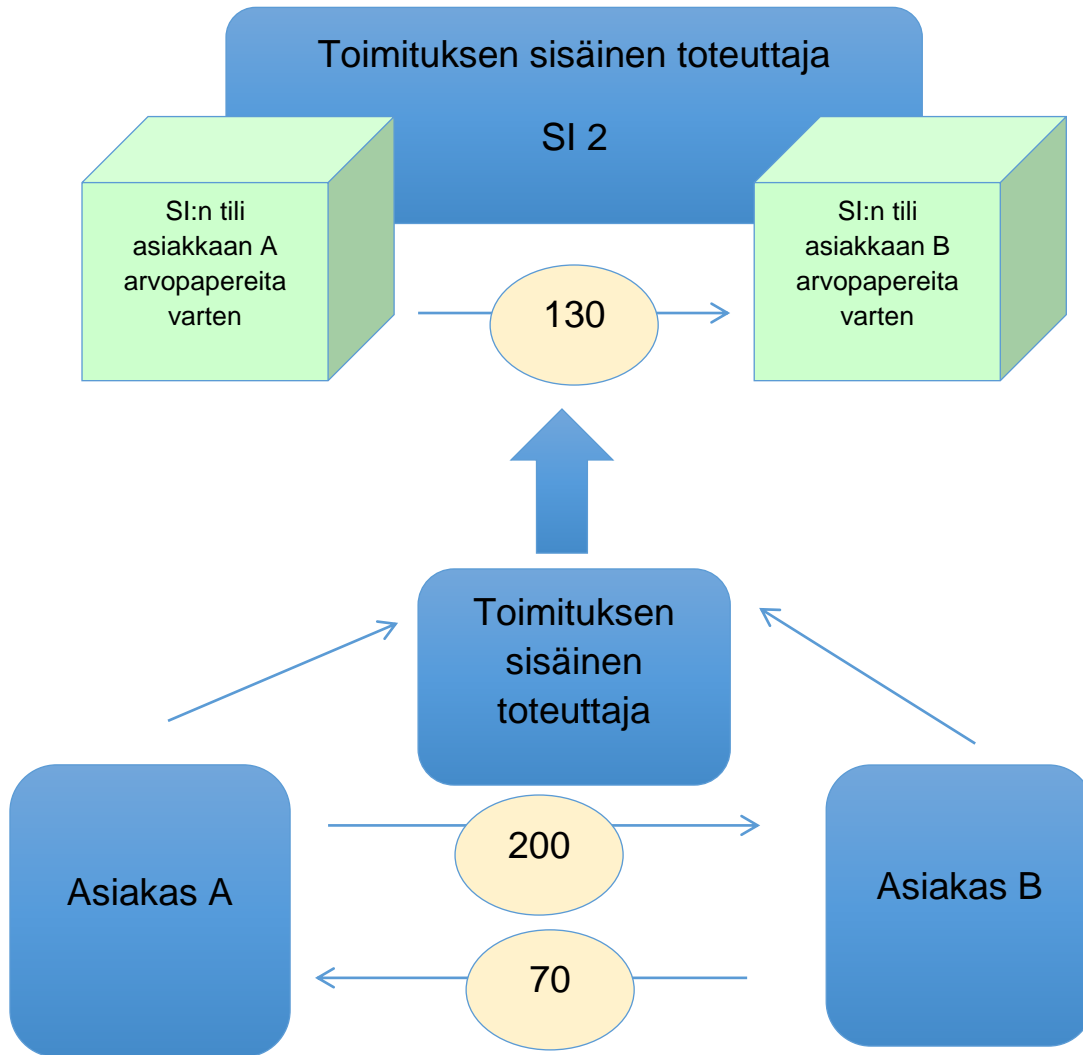 Toimituksen sisäinen toteuttaja
SI 2
SI:n tili
asiakkaan A
arvopapereita
varten
130
SI:n tili
asiakkaan B
arvopapereita
varten
Toimituksen
sisäinen
toteuttaja
Asiakas A
200
70
Asiakas B